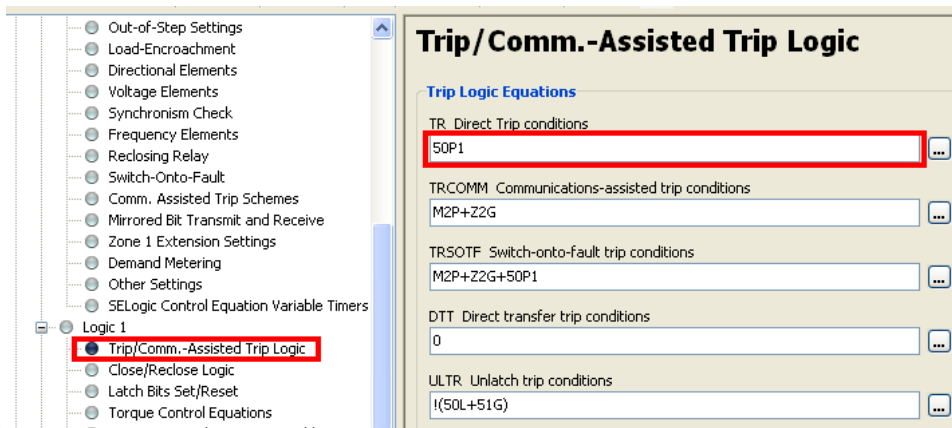 Out-of-Step Settings
Load-Encroachment
Directional Elements
Voltage Elements
Synchronism Check
Frequency Elements
Reclosing Relay
Switch-Onto-Fault
Comm. Assisted Trip Schemes
Mirrored Bit Transmit and Receive
Zone 1 Extension Settings
Demand Metering
Other Settings
SELogic Control Equation Variable Timers
Logic 1
Trip/Comm.-Assisted Trip Logic
Close/Reclose Logic
Latch Bits Set/Reset
Torque Control Equations
Trip/Comm.-Assisted Trip Logic
Trip Logic Equations
TR Direct Trip conditions
50P1
...
TRCOMM Communications-assisted trip conditions
M2P+Z2G
...
TRSOTF Switch-onto-fault trip conditions
M2P+Z2G+50P1
...
DTT Direct transfer trip conditions
0
...
ULTR Unlatch trip conditions
!(50L+51G)
...